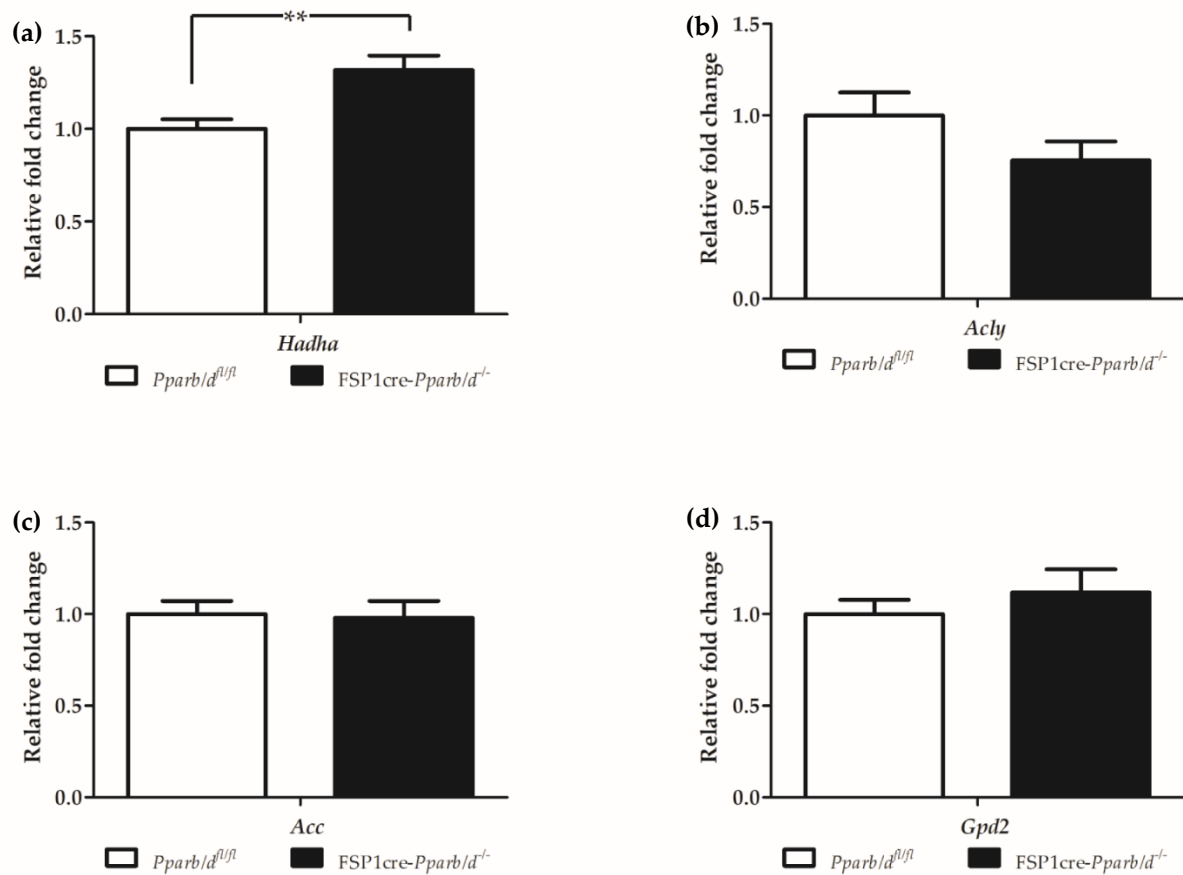 (a)
**
Relative fold change
1.5
1.0
0.5
0.0
Hadha
Pparb/d^fl/fl FSP1cre-Pparb/d^-/-
(b)
Relative fold change
1.5
1.0
0.5
0.0
Acly
Pparb/d^fl/fl FSP1cre-Pparb/d^-/-
(c)
Relative fold change
1.5
1.0
0.5
0.0
Acc
Pparb/d^fl/fl FSP1cre-Pparb/d^-/-
(d)
Relative fold change
1.5
1.0
0.5
0.0
Gpd2
Pparb/d^fl/fl FSP1cre-Pparb/d^-/-